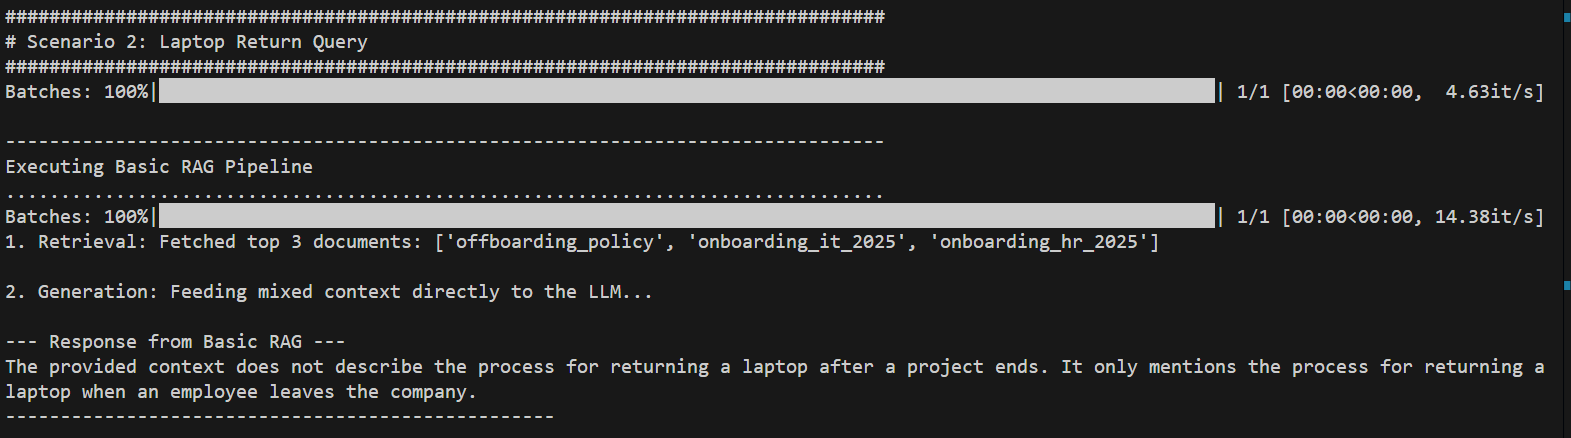 ################################################################################
# Scenario 2: Laptop Return Query
################################################################################
Batches: 100%|██████████| 1/1 [00:00<00:00,  4.63it/s]
--------------------------------------------------------------------------------
Executing Basic RAG Pipeline
................................................................................
Batches: 100%|██████████| 1/1 [00:00<00:00, 14.38it/s]
1. Retrieval: Fetched top 3 documents: ['offboarding_policy', 'onboarding_it_2025', 'onboarding_hr_2025']
2. Generation: Feeding mixed context directly to the LLM...
--- Response from Basic RAG ---
The provided context does not describe the process for returning a laptop after a project ends. It only mentions the process for returning a
laptop when an employee leaves the company.
--------------------------------------------------